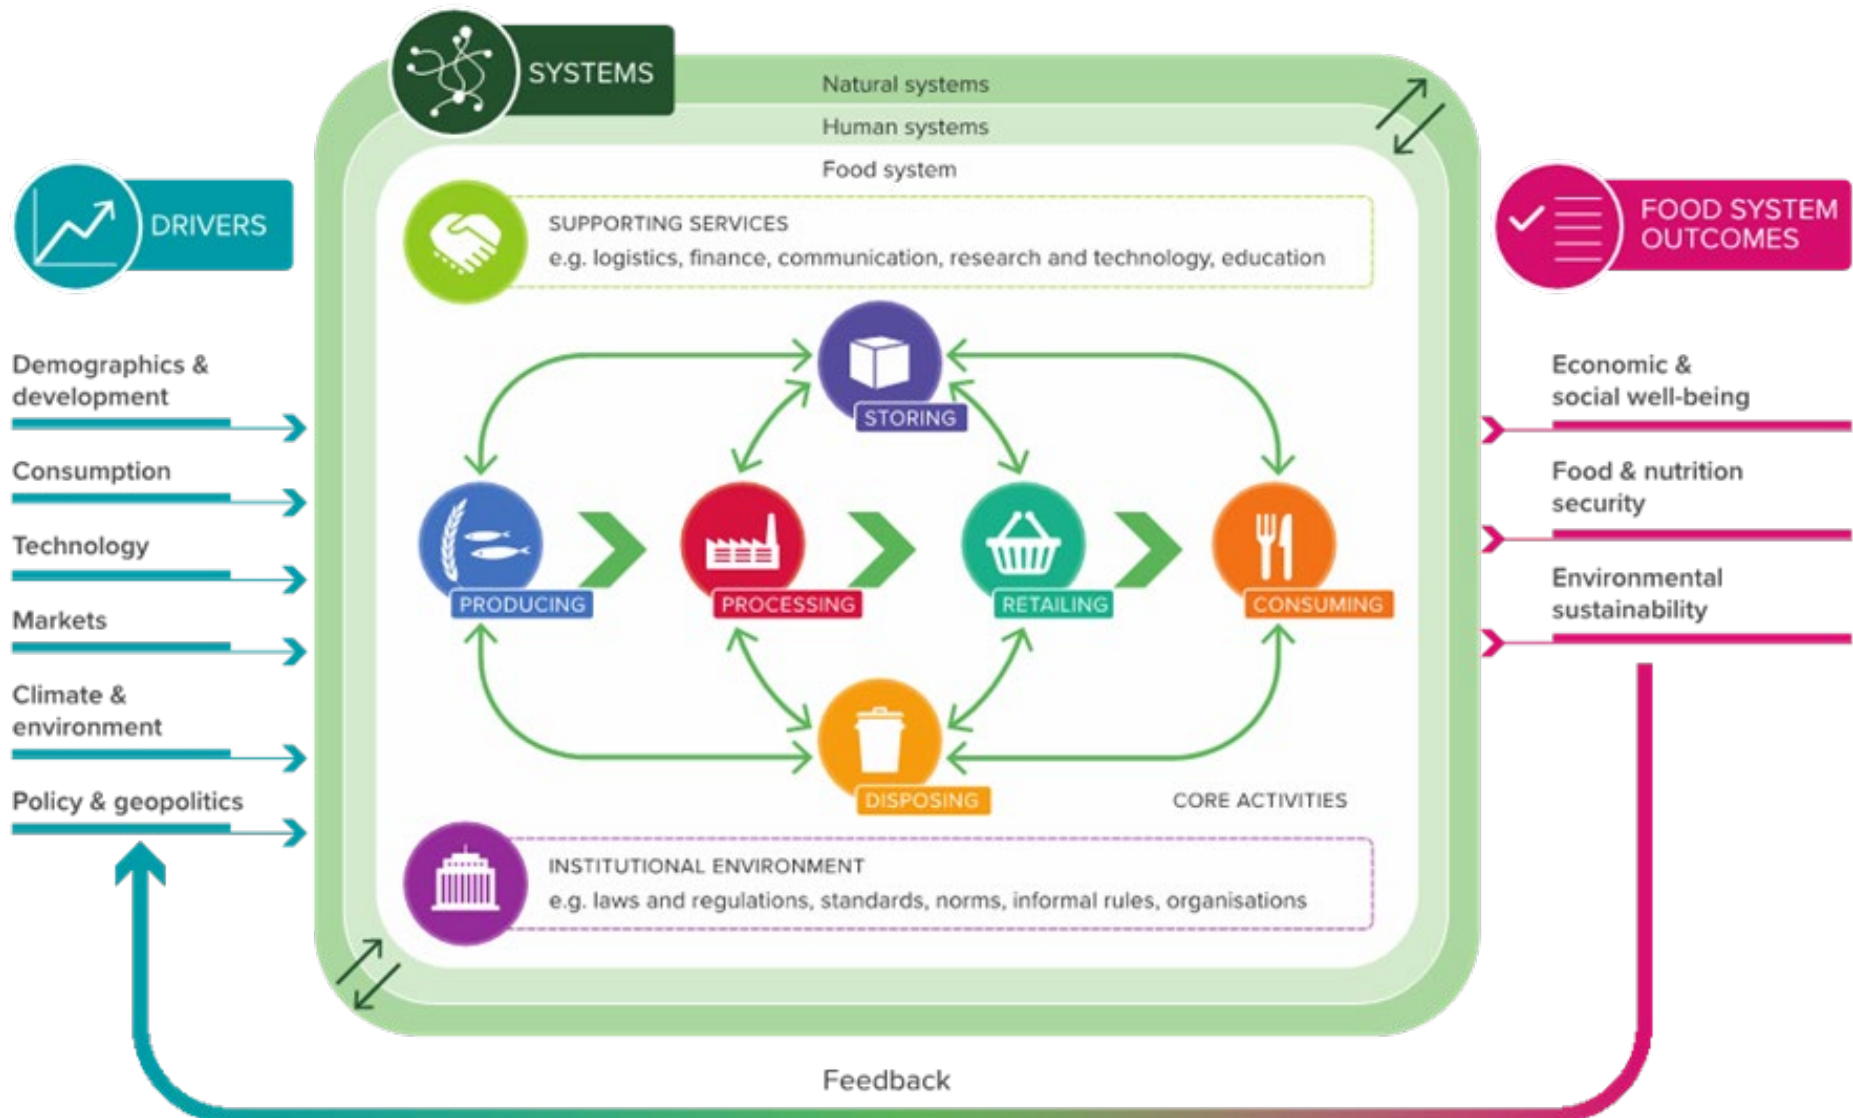 SYSTEMS
Natural systems
Human systems
Food system
DRIVERS
Demographics &
development
Consumption
Technology
Markets
Climate &
environment
Policy & geopolitics
SUPPORTING SERVICES
e.g. logistics, finance, communication, research and technology, education
STORING
PRODUCING
PROCESSING
RETAILING
CONSUMING
DISPOSING
CORE ACTIVITIES
INSTITUTIONAL ENVIRONMENT
e.g. laws and regulations, standards, norms, informal rules, organisations
FOOD SYSTEM
OUTCOMES
Economic &
social well-being
Food & nutrition
security
Environmental
sustainability
Feedback